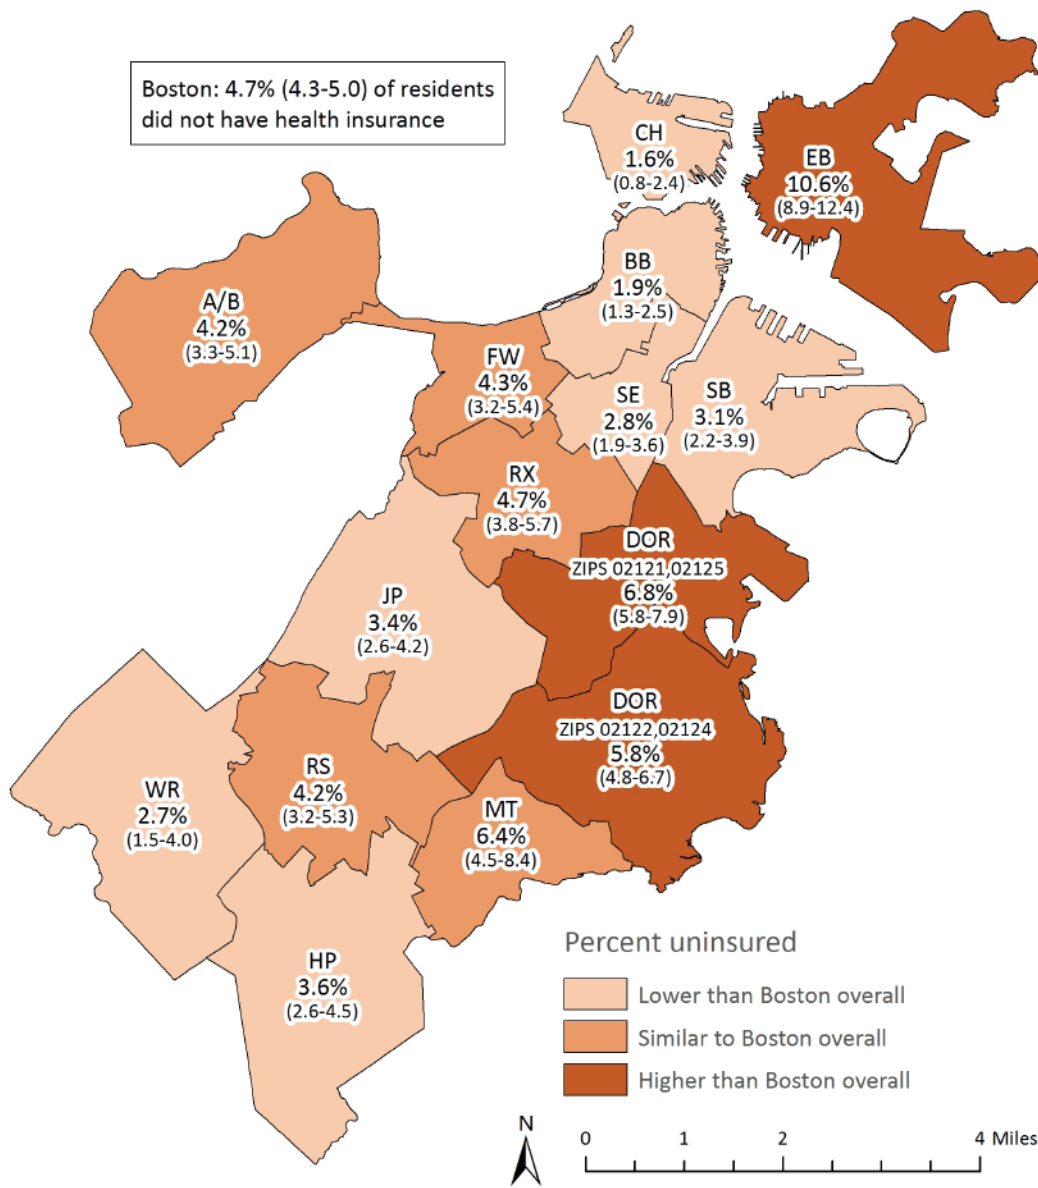 Boston: 4.7% (4.3-5.0) of residents
did not have health insurance
CH
1.6%
(0.8-2.4)
EB
10.6%
(8.9-12.4)
BB
1.9%
(1.3-2.5)
A/B
4.2%
(3.3-5.1)
FW
4.3%
(3.2-5.4)
SE
2.8%
(1.9-3.6)
SB
3.1%
(2.2-3.9)
RX
4.7%
(3.8-5.7)
DOR
ZIPS 02121,02125
6.8%
(5.8-7.9)
JP
3.4%
(2.6-4.2)
DOR
ZIPS 02122,02124
5.8%
(4.8-6.7)
RS
4.2%
(3.2-5.3)
WR
2.7%
(1.5-4.0)
MT
6.4%
(4.5-8.4)
HP
3.6%
(2.6-4.5)
Percent uninsured
Lower than Boston overall
Similar to Boston overall
Higher than Boston overall
N
0 1 2 4 Miles